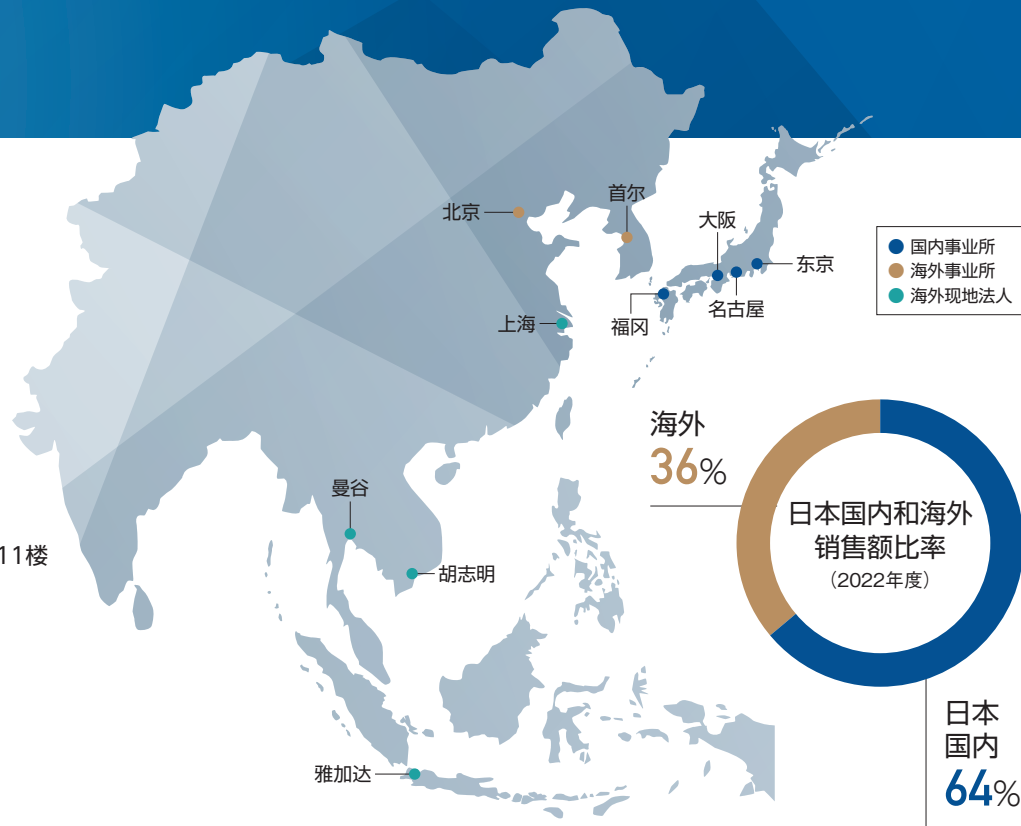 首尔
北京
大阪
东京
名古屋
福冈
上海
国内事业所
海外事业所
海外现地法人
曼谷
胡志明
11楼
雅加达
海外
36%
日本国内和海外
销售额比率
（2022年度）
日本
国内
64%